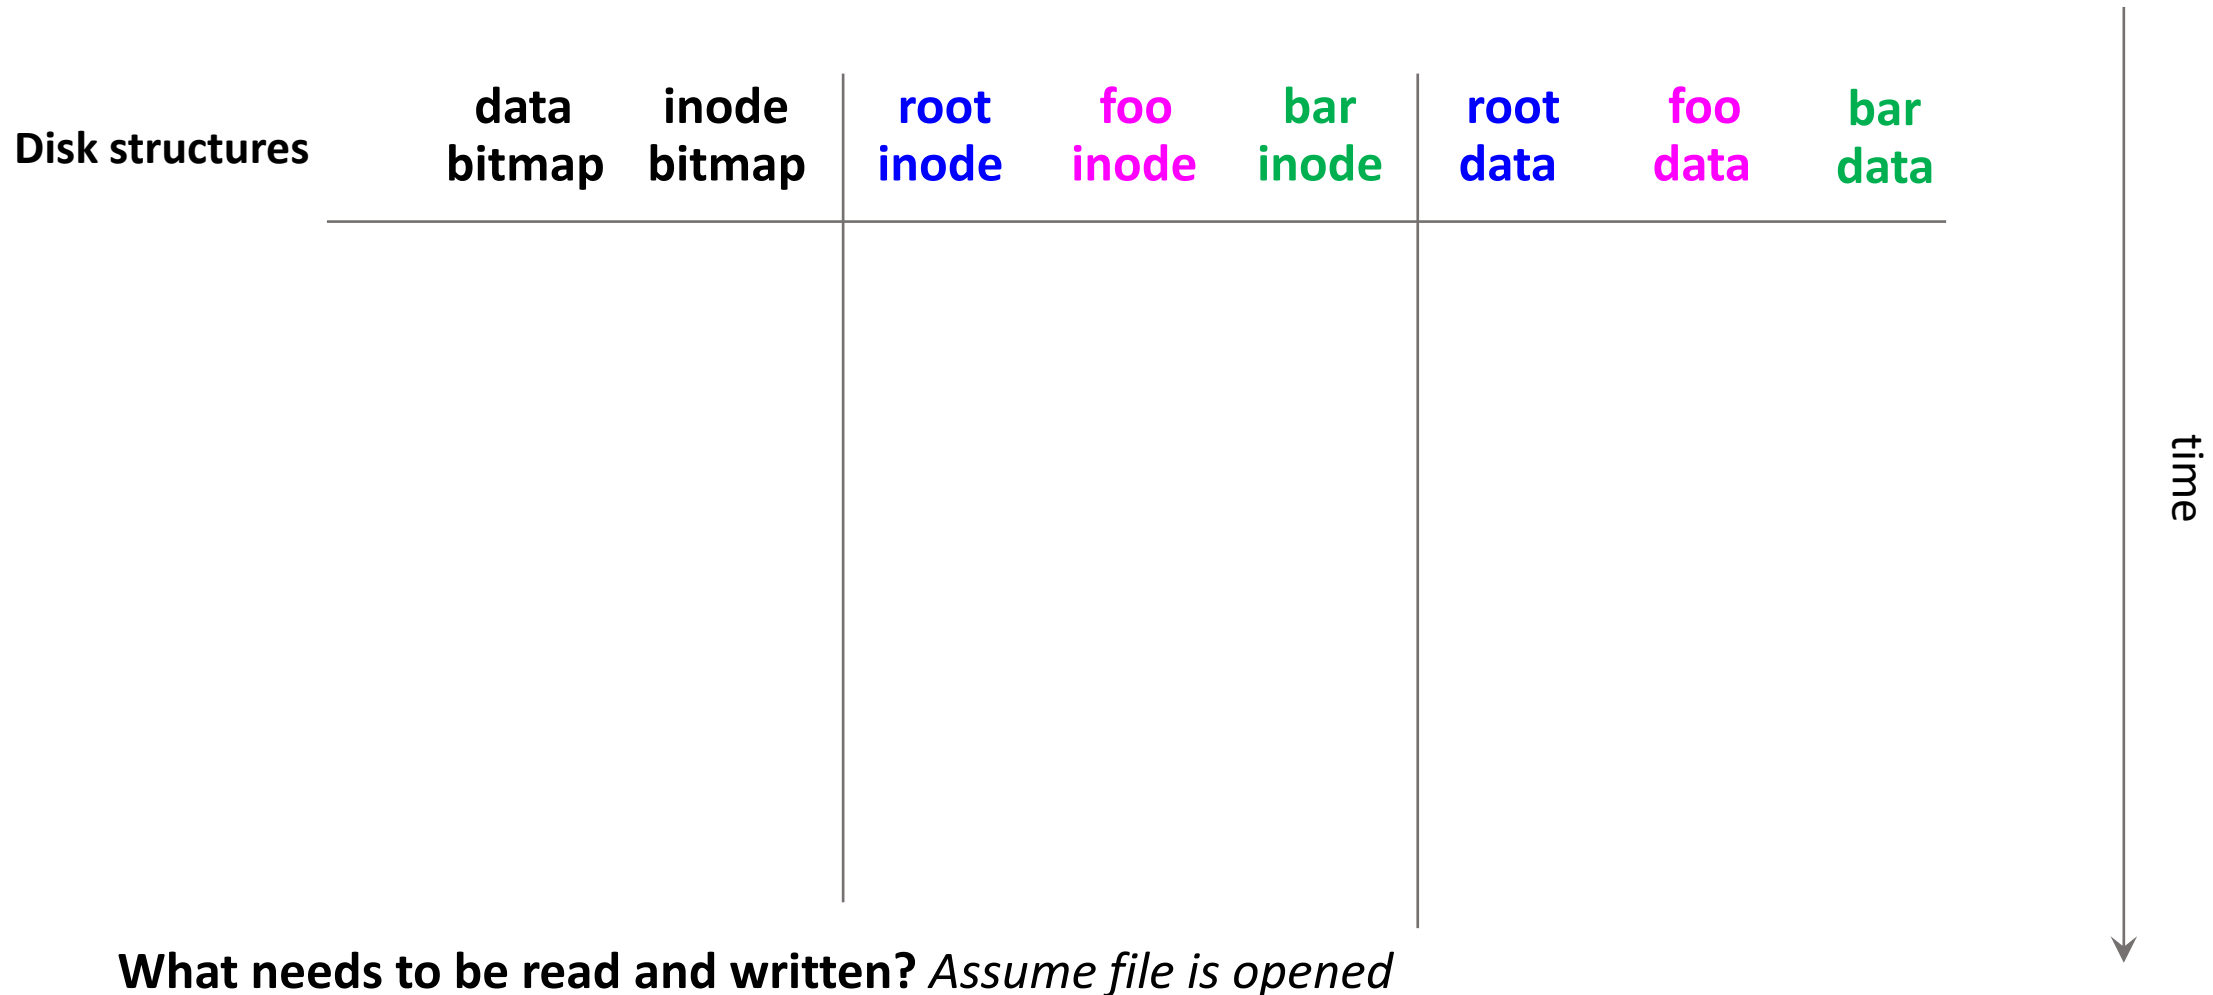 Disk structures
data bitmap
inode bitmap
root inode
foo inode
bar inode
root data
foo data
bar data
time
What needs to be read and written? Assume file is opened